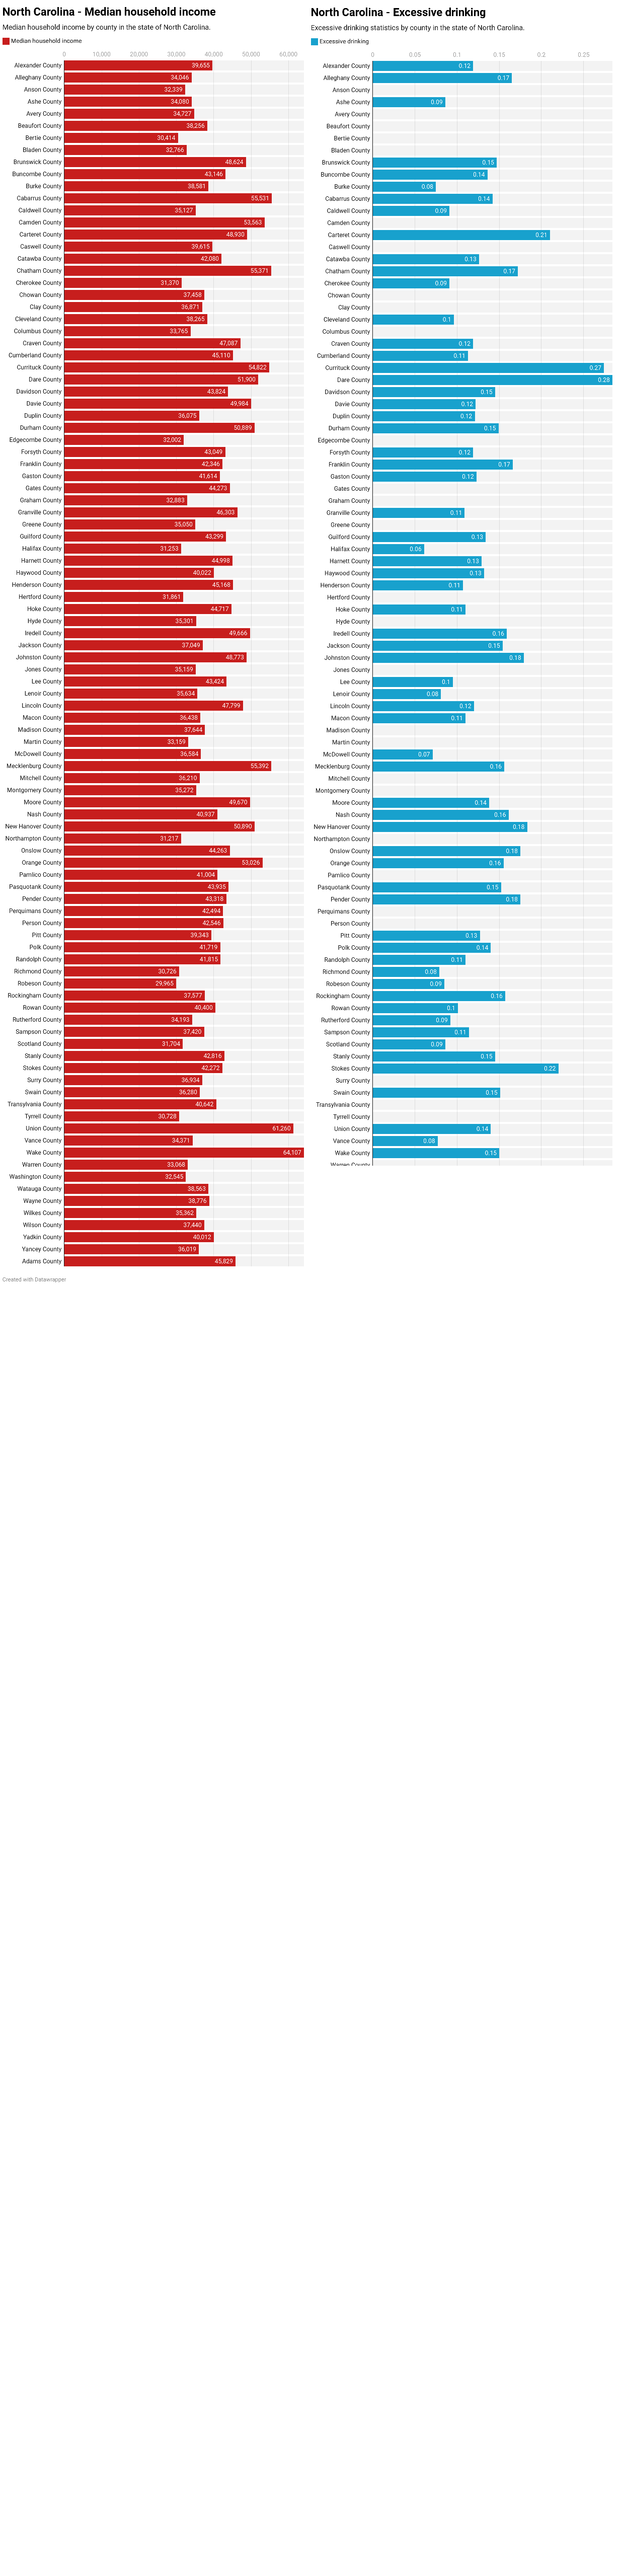 North Carolina - Median household income
Median household income by county in the state of North Carolina.
Median household income
0 10,000 20,000 30,000 40,000 50,000 60,000
Alexander County 39,655
Alleghany County 34,046
Anson County 32,339
Ashe County 34,080
Avery County 34,727
Beaufort County 38,256
Bertie County 30,414
Bladen County 32,766
Brunswick County 48,624
Buncombe County 43,146
Burke County 38,581
Cabarrus County 55,531
Caldwell County 35,127
Camden County 53,563
Carteret County 48,930
Caswell County 39,615
Catawba County 42,080
Chatham County 55,371
Cherokee County 31,370
Chowan County 37,458
Clay County 36,871
Cleveland County 38,265
Columbus County 33,765
Craven County 47,087
Cumberland County 45,110
Currituck County 54,822
Dare County 51,900
Davidson County 43,824
Davie County 49,984
Duplin County 36,075
Durham County 50,889
Edgecombe County 32,002
Forsyth County 43,049
Franklin County 42,346
Gaston County 41,614
Gates County 44,273
Graham County 32,883
Granville County 46,303
Greene County 35,050
Guilford County 43,299
Halifax County 31,253
Harnett County 44,998
Haywood County 40,022
Henderson County 45,168
Hertford County 31,861
Hoke County 44,717
Hyde County 35,301
Iredell County 49,666
Jackson County 37,049
Johnston County 48,773
Jones County 35,159
Lee County 43,424
Lenoir County 35,634
Lincoln County 47,799
Macon County 36,438
Madison County 37,644
Martin County 33,159
McDowell County 36,584
Mecklenburg County 55,392
Mitchell County 36,210
Montgomery County 35,272
Moore County 49,670
Nash County 40,937
New Hanover County 50,890
Northampton County 31,217
Onslow County 44,263
Orange County 53,026
Pamlico County 41,004
Pasquotank County 43,935
Pender County 43,318
Perquimans County 42,494
Person County 42,546
Pitt County 39,343
Polk County 41,719
Randolph County 41,815
Richmond County 30,726
Robeson County 29,965
Rockingham County 37,577
Rowan County 40,400
Rutherford County 34,193
Sampson County 37,420
Scotland County 31,704
Stanly County 42,816
Stokes County 42,272
Surry County 36,934
Swain County 36,280
Transylvania County 40,642
Tyrrell County 30,728
Union County 61,260
Vance County 34,371
Wake County 64,107
Warren County 33,068
Washington County 32,545
Watauga County 38,563
Wayne County 38,776
Wilkes County 35,362
Wilson County 37,440
Yadkin County 40,012
Yancey County 36,019
Adams County 45,829
Created with Datawrapper
North Carolina - Excessive drinking
Excessive drinking statistics by county in the state of North Carolina.
Excessive drinking
0 0.05 0.1 0.15 0.2 0.25
Alexander County 0.12
Alleghany County 0.17
Anson County
Ashe County 0.09
Avery County
Beaufort County
Bertie County
Bladen County
Brunswick County 0.15
Buncombe County 0.14
Burke County 0.08
Cabarrus County 0.14
Caldwell County 0.09
Camden County
Carteret County 0.21
Caswell County
Catawba County 0.13
Chatham County 0.17
Cherokee County 0.09
Chowan County
Clay County
Cleveland County 0.1
Columbus County
Craven County 0.12
Cumberland County 0.11
Currituck County 0.27
Dare County 0.28
Davidson County 0.15
Davie County 0.12
Duplin County 0.12
Durham County 0.15
Edgecombe County
Forsyth County 0.12
Franklin County 0.17
Gaston County 0.12
Gates County
Graham County
Granville County 0.11
Greene County
Guilford County 0.13
Halifax County 0.06
Harnett County 0.13
Haywood County 0.13
Henderson County 0.11
Hertford County
Hoke County 0.11
Hyde County
Iredell County 0.16
Jackson County 0.15
Johnston County 0.18
Jones County
Lee County 0.1
Lenoir County 0.08
Lincoln County 0.12
Macon County 0.11
Madison County
Martin County
McDowell County 0.07
Mecklenburg County 0.16
Mitchell County
Montgomery County
Moore County 0.14
Nash County 0.16
New Hanover County 0.18
Northampton County
Onslow County 0.18
Orange County 0.16
Pamlico County
Pasquotank County 0.15
Pender County 0.18
Perquimans County
Person County
Pitt County 0.13
Polk County 0.14
Randolph County 0.11
Richmond County 0.08
Robeson County 0.09
Rockingham County 0.16
Rowan County 0.1
Rutherford County 0.09
Sampson County 0.11
Scotland County 0.09
Stanly County 0.15
Stokes County 0.22
Surry County
Swain County 0.15
Transylvania County
Tyrrell County
Union County 0.14
Vance County 0.08
Wake County 0.15
Warren County